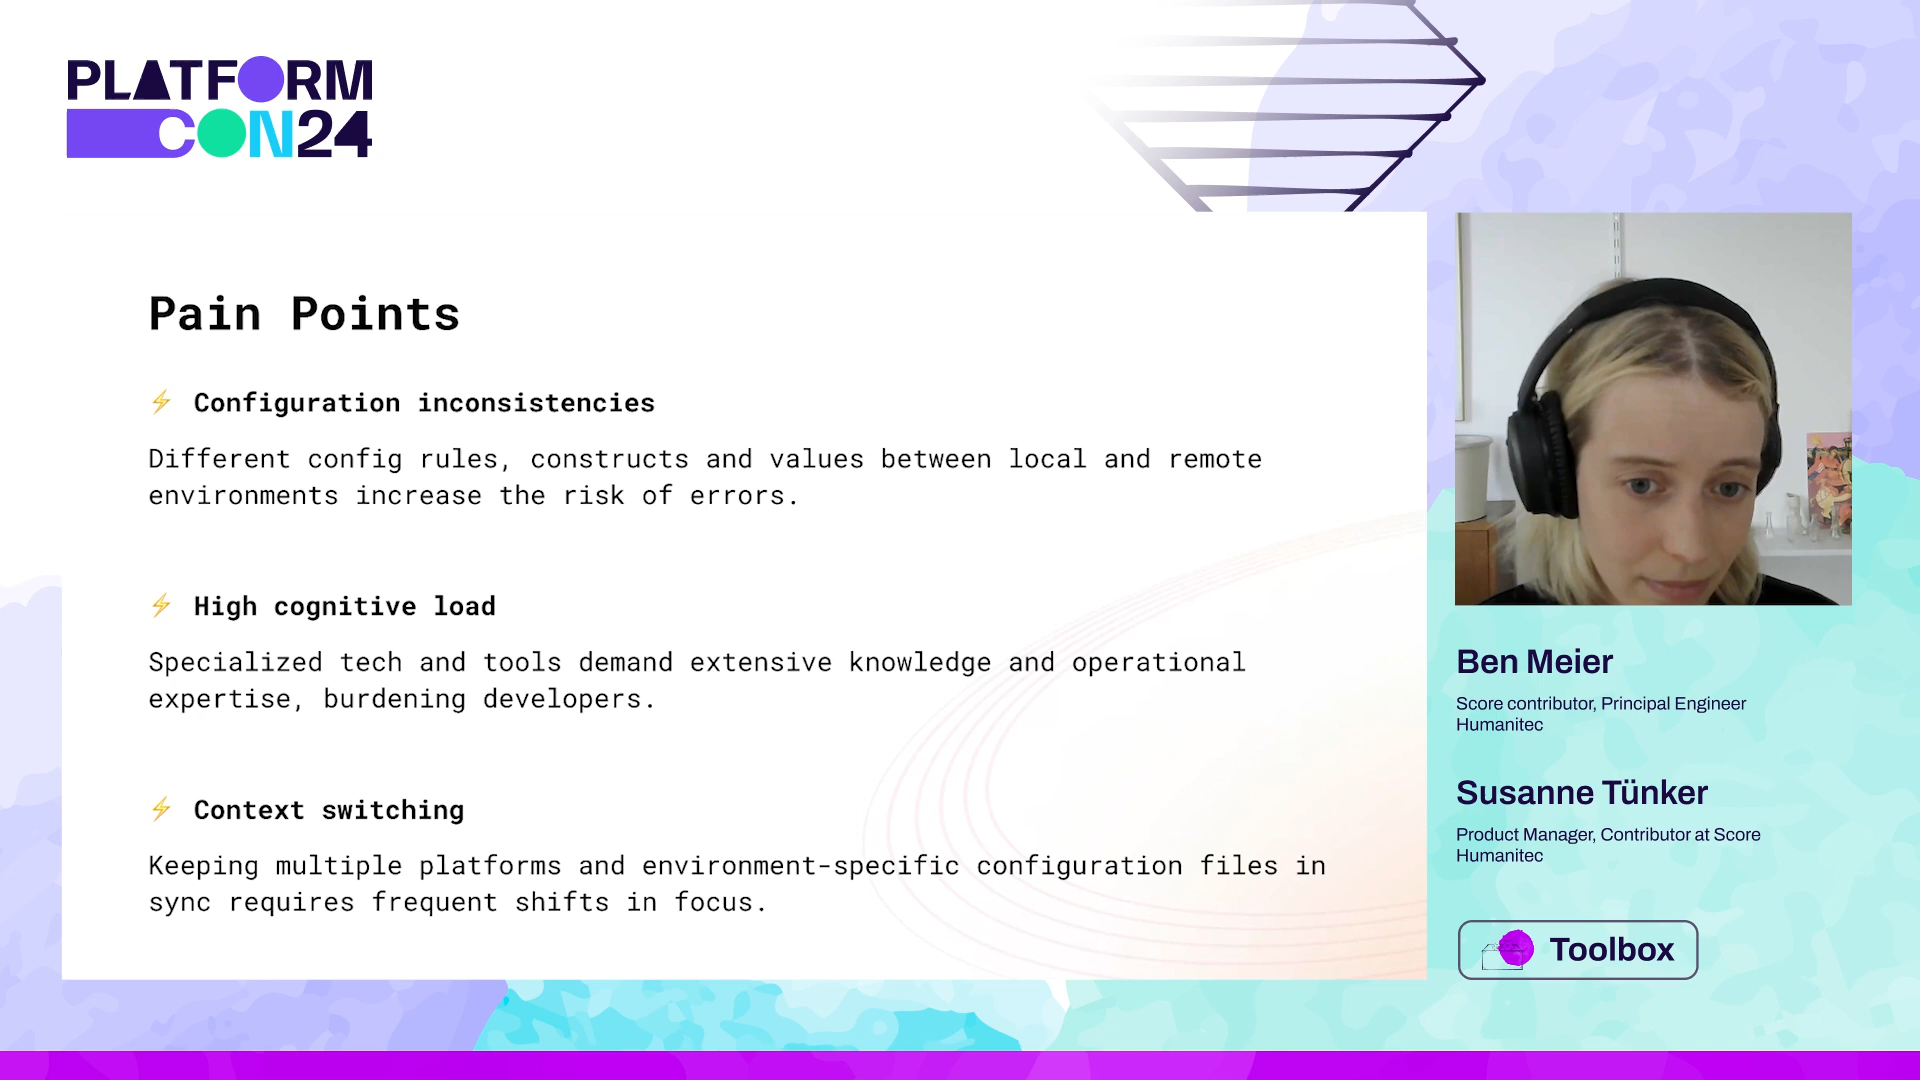 PLATFORM
CON24
Pain Points
⚡ Configuration inconsistencies
Different config rules, constructs and values between local and remote
environments increase the risk of errors.
⚡ High cognitive load
Specialized tech and tools demand extensive knowledge and operational
expertise, burdening developers.
⚡ Context switching
Keeping multiple platforms and environment-specific configuration files in
sync requires frequent shifts in focus.
Ben Meier
Score contributor, Principal Engineer
Humanitec
Susanne Tünker
Product Manager, Contributor at Score
Humanitec
Toolbox